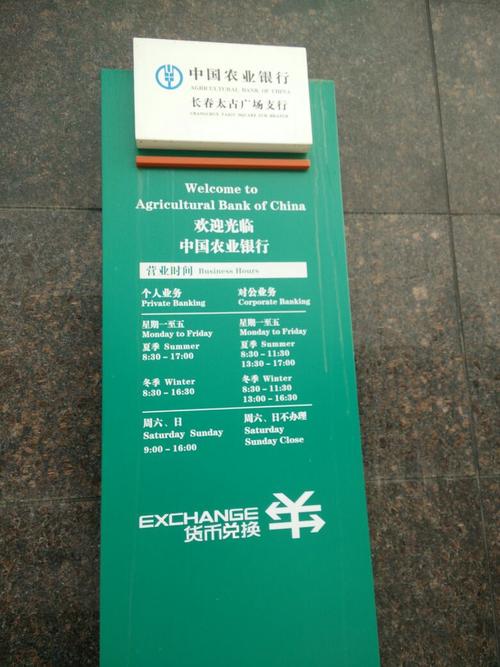 中国农业银行
AGRICULTURAL BANK OF CHINA
长春太古广场支行
Welcome to
Agricultural Bank of China
欢迎光临
中国农业银行
营业时间 Business Hours
个人业务 对公业务
Private Banking Corporate Banking
星期一至五 星期一至五
Monday to Friday Monday to Friday
夏季 Summer 夏季 Summer
8:30－17:00 8:30－11:30
13:30－17:00
冬季 Winter 冬季 Winter
8:30－16:30 8:30－11:30
13:00－16:30
周六、日 周六、日不办理
Saturday Sunday Saturday
9:00－16:00 Sunday Close
EXCHANGE
货币兑换